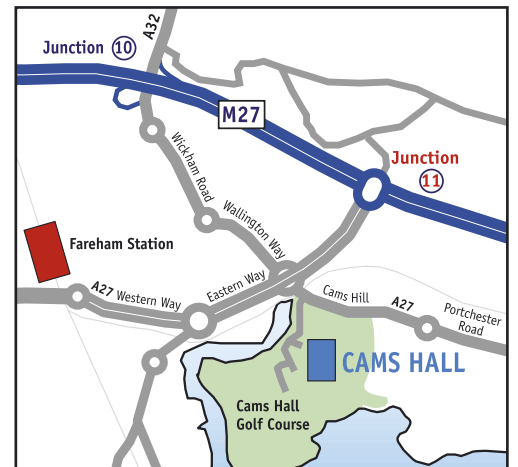 A32
Junction 10
M27
Wickham Road
Junction
11
Wallington Way
Fareham Station
Eastern Way
A27 Western Way
Cams Hill
A27
Portchester
Road
CAMS HALL
Cams Hall
Golf Course